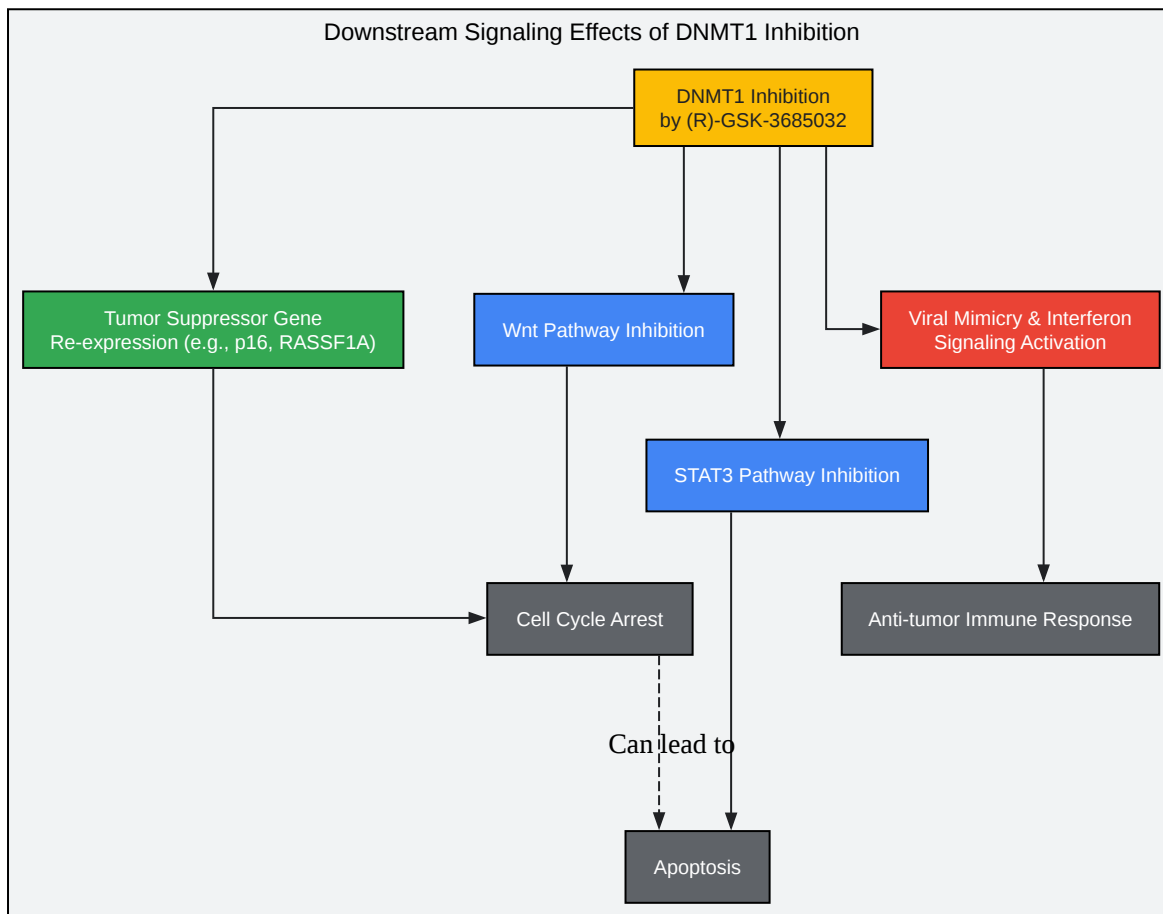 Downstream Signaling Effects of DNMT1 Inhibition
DNMT1 Inhibition
by (R)-GSK-3685032
Tumor Suppressor Gene
Re-expression (e.g., p16, RASSF1A)
Wnt Pathway Inhibition
Viral Mimicry & Interferon
Signaling Activation
STAT3 Pathway Inhibition
Cell Cycle Arrest
Anti-tumor Immune Response
Can lead to
Apoptosis